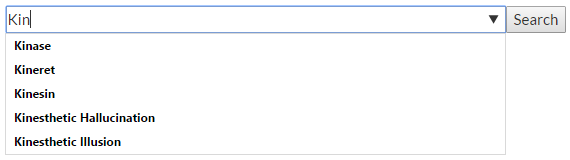 Kin Search
Kinase
Kineret
Kinesin
Kinesthetic Hallucination
Kinesthetic Illusion